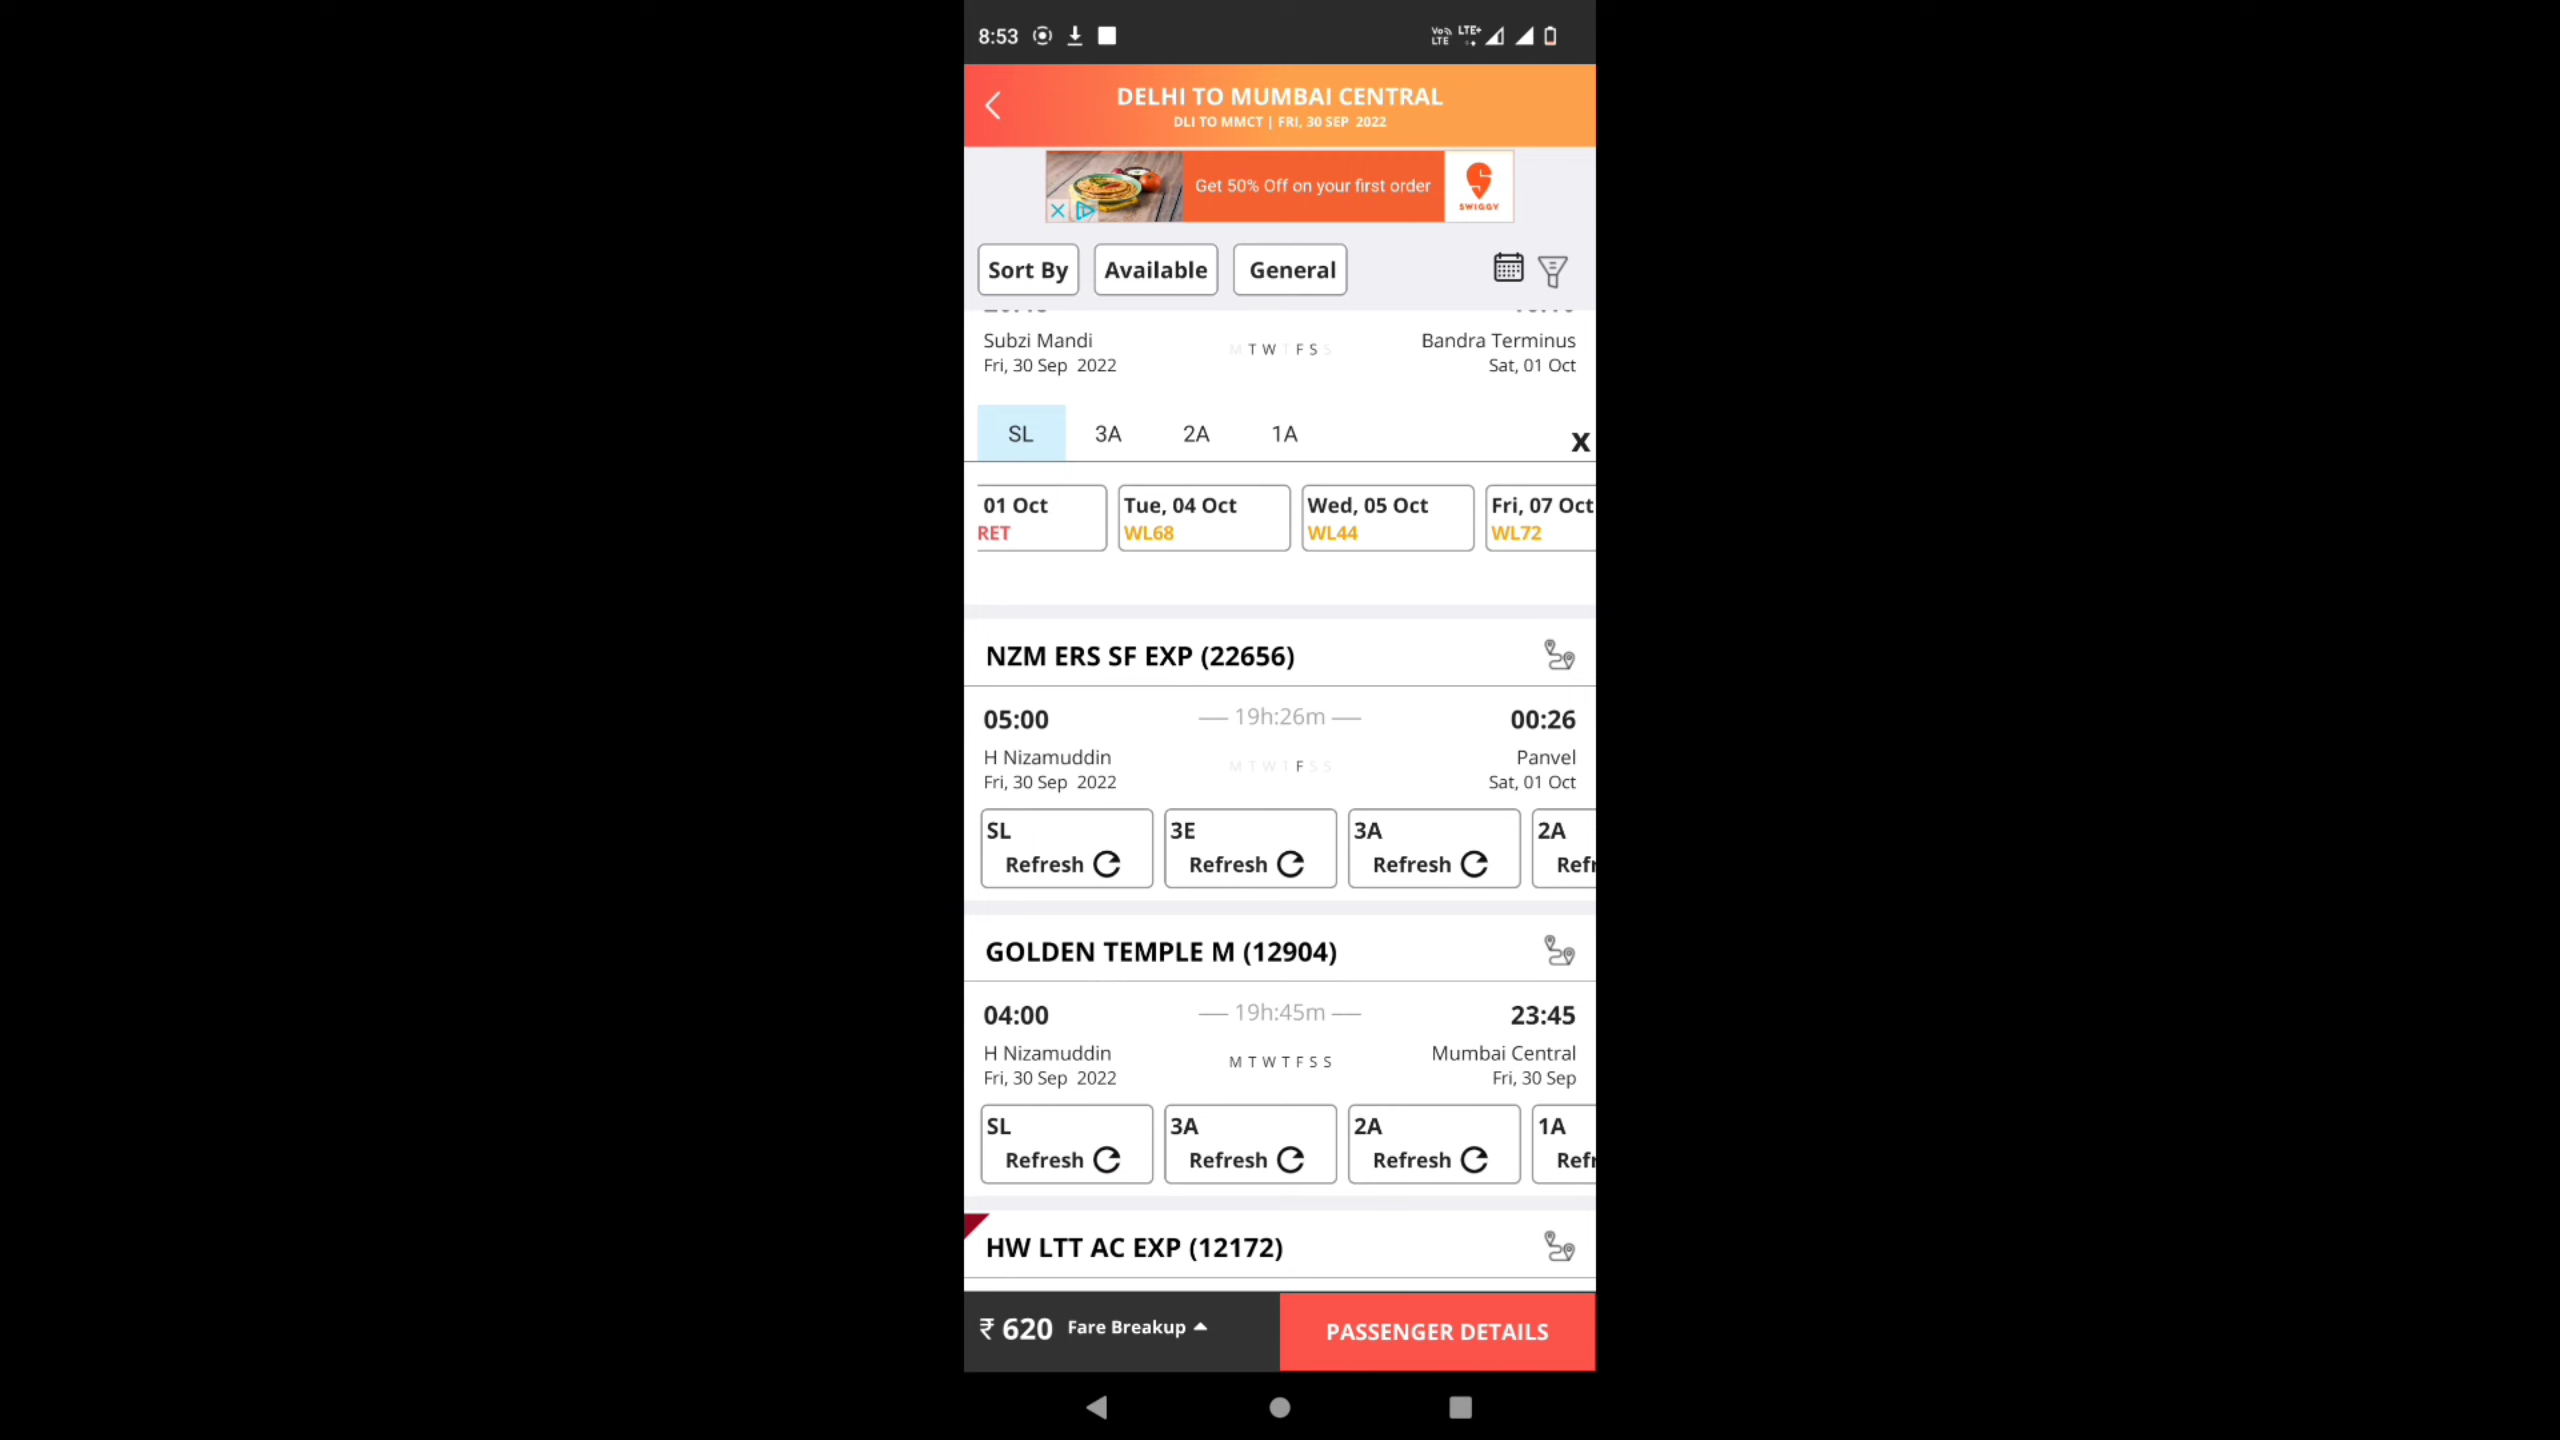 8:53
Vo LTE LTE+
DELHI TO MUMBAI CENTRAL
DLI TO MMCT | FRI, 30 SEP 2022
Get 50% Off on your first order
SWIGGY
Sort By Available General
Subzi Mandi M T W T F S S Bandra Terminus
Fri, 30 Sep 2022 Sat, 01 Oct
SL 3A 2A 1A X
01 Oct Tue, 04 Oct Wed, 05 Oct Fri, 07 Oct
RET WL68 WL44 WL72
NZM ERS SF EXP (22656)
05:00 19h:26m 00:26
H Nizamuddin M T W T F S S Panvel
Fri, 30 Sep 2022 Sat, 01 Oct
SL 3E 3A 2A
Refresh Refresh Refresh Refr
GOLDEN TEMPLE M (12904)
04:00 19h:45m 23:45
H Nizamuddin M T W T F S S Mumbai Central
Fri, 30 Sep 2022 Fri, 30 Sep
SL 3A 2A 1A
Refresh Refresh Refresh Refr
HW LTT AC EXP (12172)
₹ 620 Fare Breakup PASSENGER DETAILS